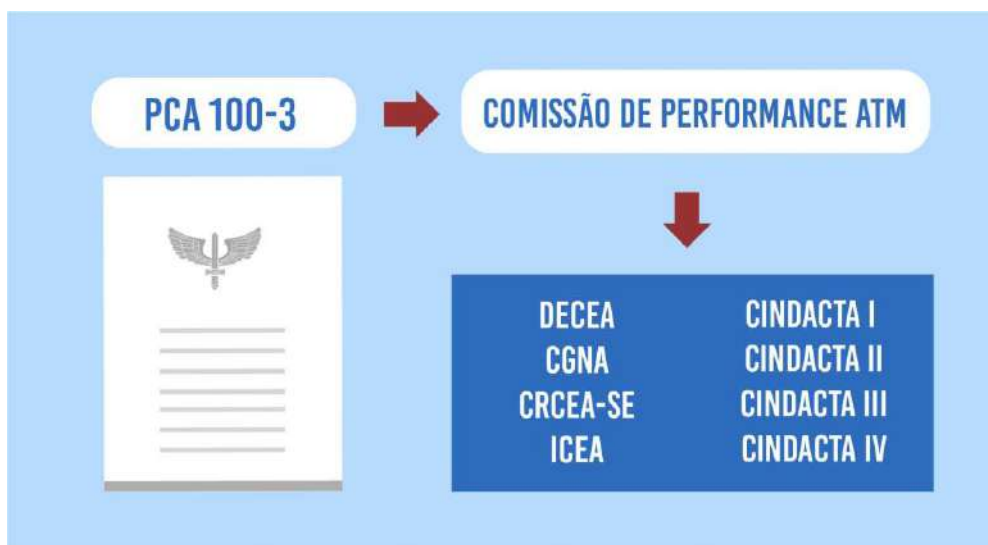 PCA 100-3
COMISSÃO DE PERFORMANCE ATM
DECEA
CGNA
CRCEA-SE
ICEA
CINDACTA I
CINDACTA II
CINDACTA III
CINDACTA IV